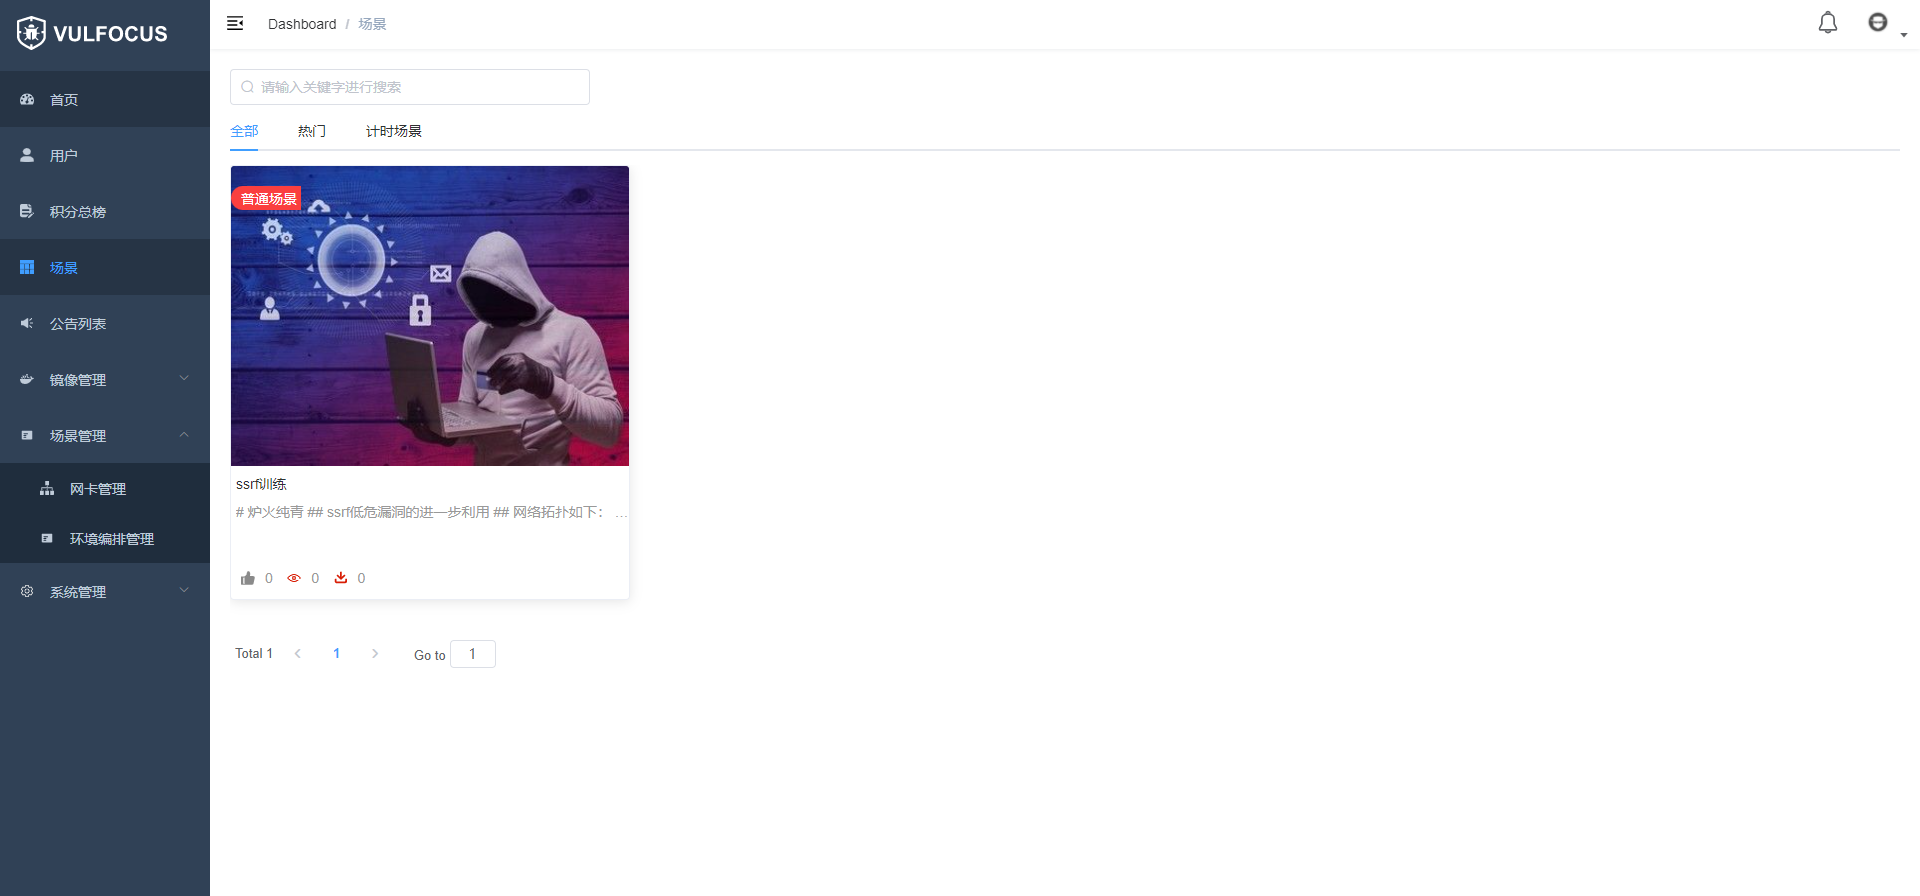 VULFOCUS
首页
用户
积分总榜
场景
公告列表
镜像管理
场景管理
网卡管理
环境编排管理
系统管理
Dashboard / 场景
请输入关键字进行搜索
全部 热门 计时场景
普通场景
ssrf训练
# 炉火纯青 ## ssrf低危漏洞的进一步利用 ## 网络拓扑如下： ...
0 0 0
Total 1 1 Go to 1